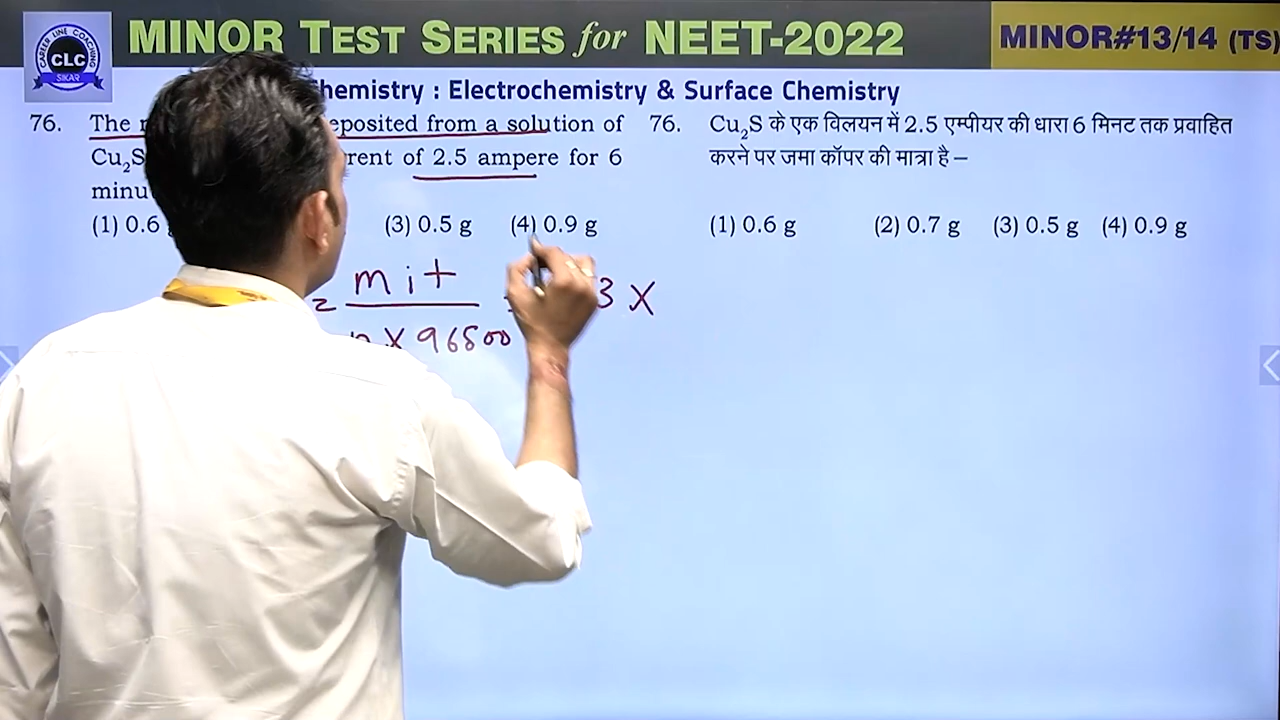 CAREER LINE COACHING
CLC
SIKAR
MINOR TEST SERIES for NEET-2022
MINOR#13/14 (TS)
hemistry : Electrochemistry & Surface Chemistry
76. The eposited from a solution of
Cu₂S rent of 2.5 ampere for 6
minu
(1) 0.6 (3) 0.5 g (4) 0.9 g
76. Cu₂S के एक विलयन में 2.5 एम्पीयर की धारा 6 मिनट तक प्रवाहित
करने पर जमा कॉपर की मात्रा है –
(1) 0.6 g (2) 0.7 g (3) 0.5 g (4) 0.9 g
= m i t 3 X
X 96500